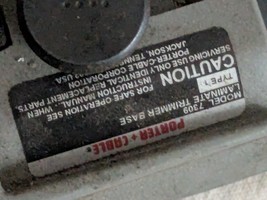 PORTER+CABLE
LAMINATE TRIMMER BASE
MODEL 7309
TYPE 1
CAUTION
FOR SAFE OPERATION SEE
INSTRUCTION MANUAL. WHEN
SERVICING USE ONLY IDENTICAL REPLACEMENT PARTS.
PORTER-CABLE CORPORATION
JACKSON, TENN
USA